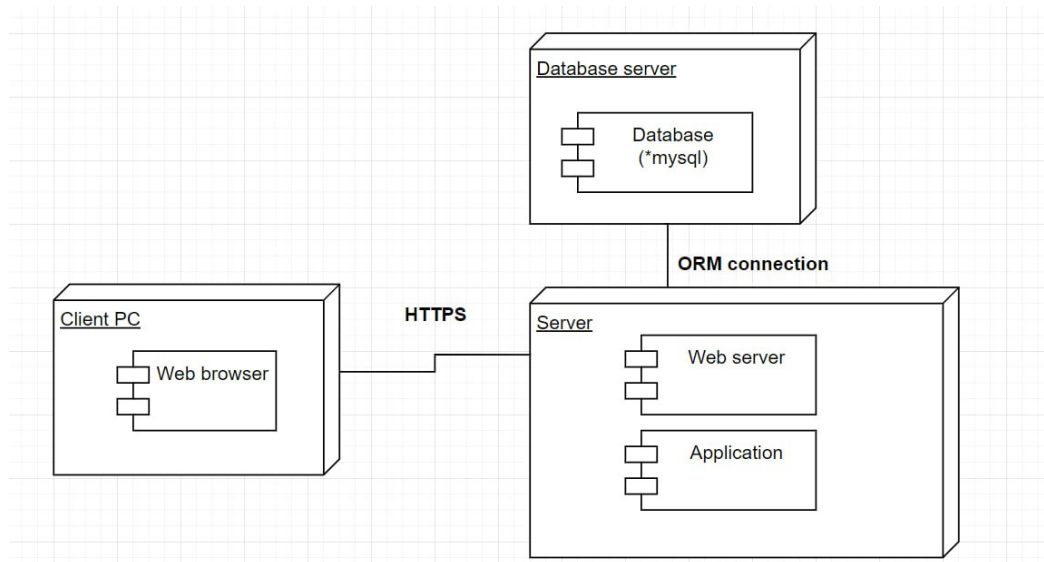 Database server
Database
(*mysql)
ORM connection
Client PC
Web browser
HTTPS
Server
Web server
Application